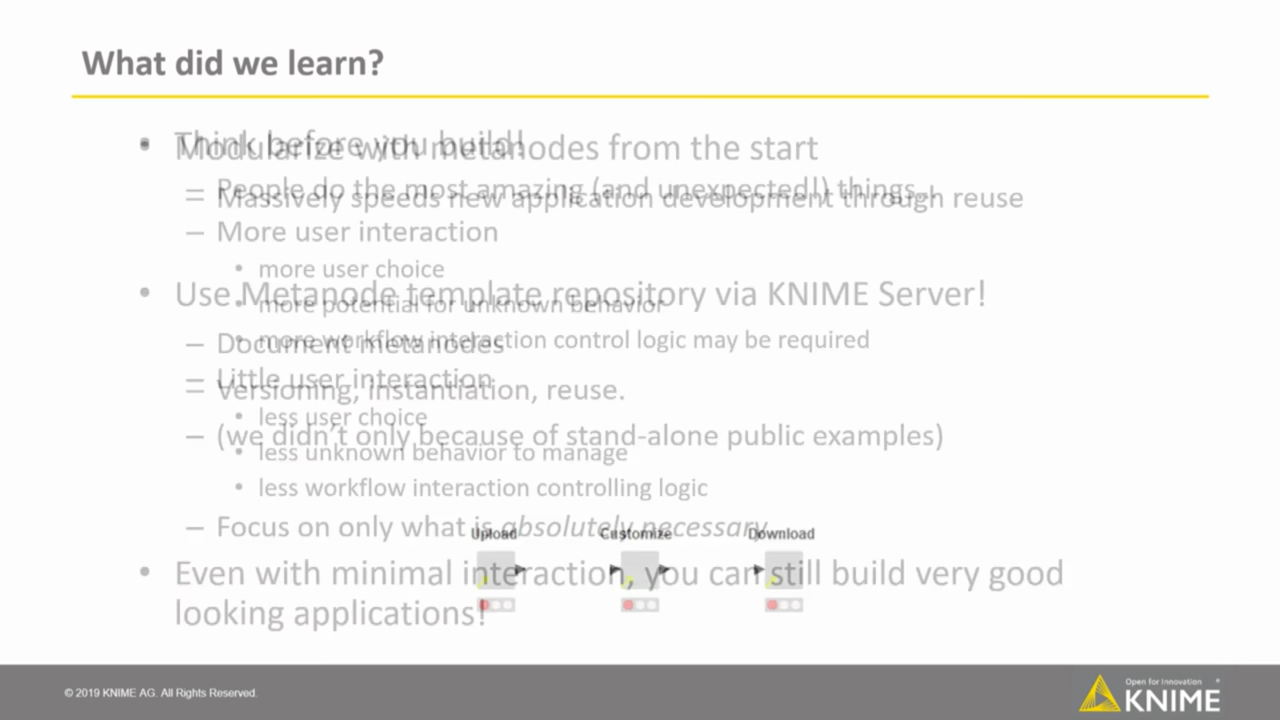 What did we learn?
• Think before you build!
– People do the most amazing (and unexpected!) things
– More user interaction
• more user choice
• more potential for unknown behavior
• more workflow interaction control logic may be required
– Little user interaction
• less user choice
• less unknown behavior to manage
• less workflow interaction controlling logic
– Focus on only what is absolutely necessary
• Even with minimal interaction, you can still build very good
looking applications!
• Modularize with metanodes from the start
– Massively speeds new application development through reuse
• Use Metanode template repository via KNIME Server!
– Document metanodes
– Versioning, instantiation, reuse.
– (we didn't only because of stand-alone public examples)
Upload Customize Download
© 2019 KNIME AG. All Rights Reserved.
Open for Innovation
KNIME